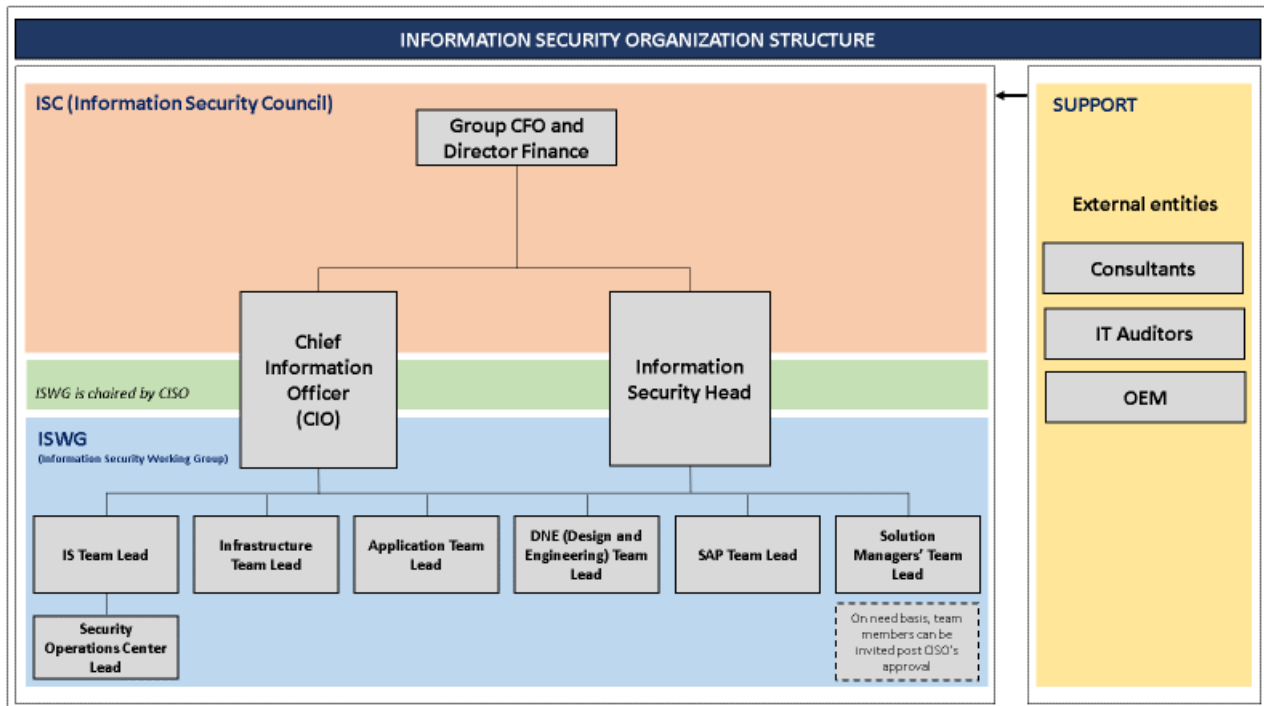 INFORMATION SECURITY ORGANIZATION STRUCTURE
ISC (Information Security Council)
Group CFO and
Director Finance
Chief
Information
Officer
(CIO)
Information
Security Head
ISWG is chaired by CISO
ISWG
(Information Security Working Group)
IS Team Lead
Infrastructure
Team Lead
Application Team
Lead
DNE (Design and
Engineering) Team
Lead
SAP Team Lead
Solution
Managers' Team
Lead
Security
Operations Center
Lead
On need basis, team
members can be
invited post CISO's
approval
SUPPORT
External entities
Consultants
IT Auditors
OEM